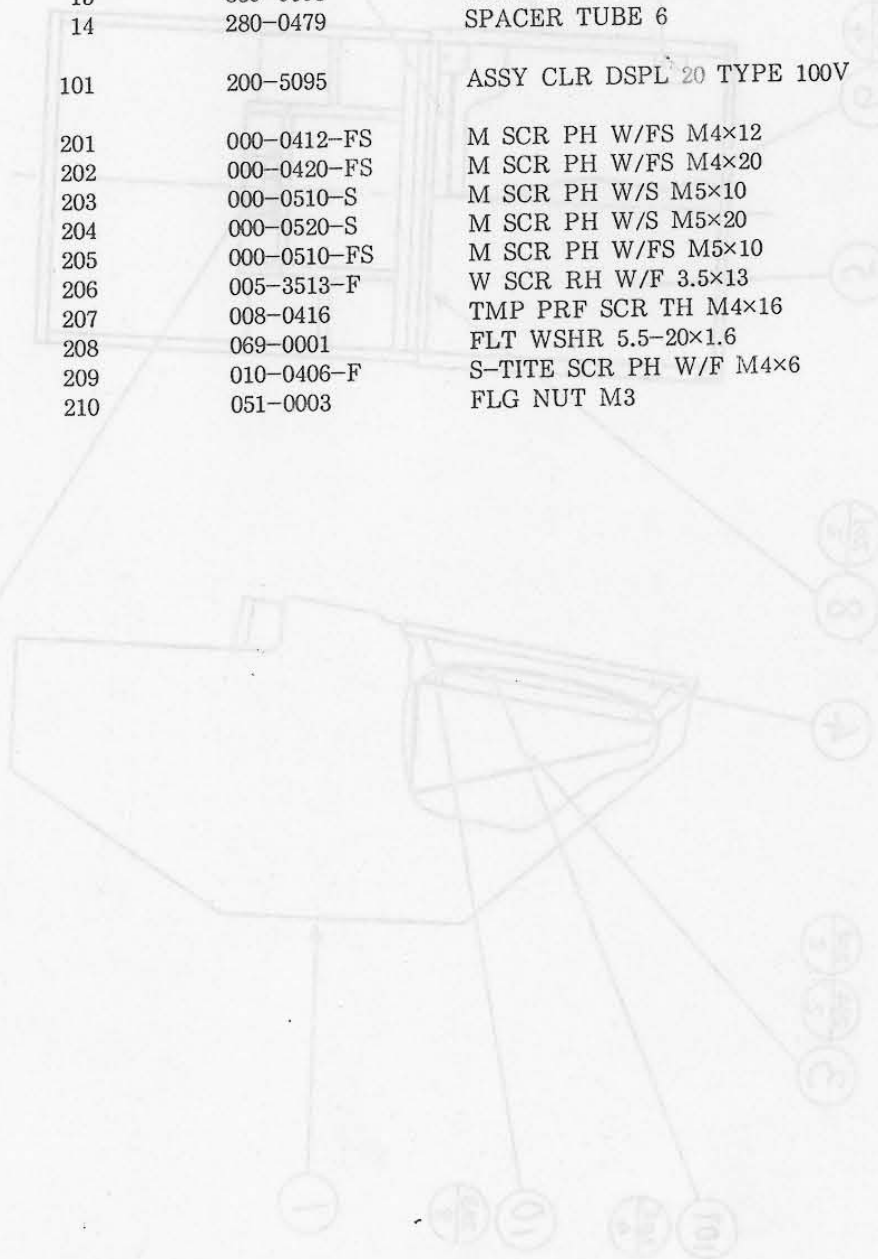 14 280-0479 SPACER TUBE 6
101 200-5095 ASSY CLR DSPL 20 TYPE 100V
201 000-0412-FS M SCR PH W/FS M4×12
202 000-0420-FS M SCR PH W/FS M4×20
203 000-0510-S M SCR PH W/S M5×10
204 000-0520-S M SCR PH W/S M5×20
205 000-0510-FS M SCR PH W/FS M5×10
206 005-3513-F W SCR RH W/F 3.5×13
207 008-0416 TMP PRF SCR TH M4×16
208 069-0001 FLT WSHR 5.5-20×1.6
209 010-0406-F S-TITE SCR PH W/F M4×6
210 051-0003 FLG NUT M3